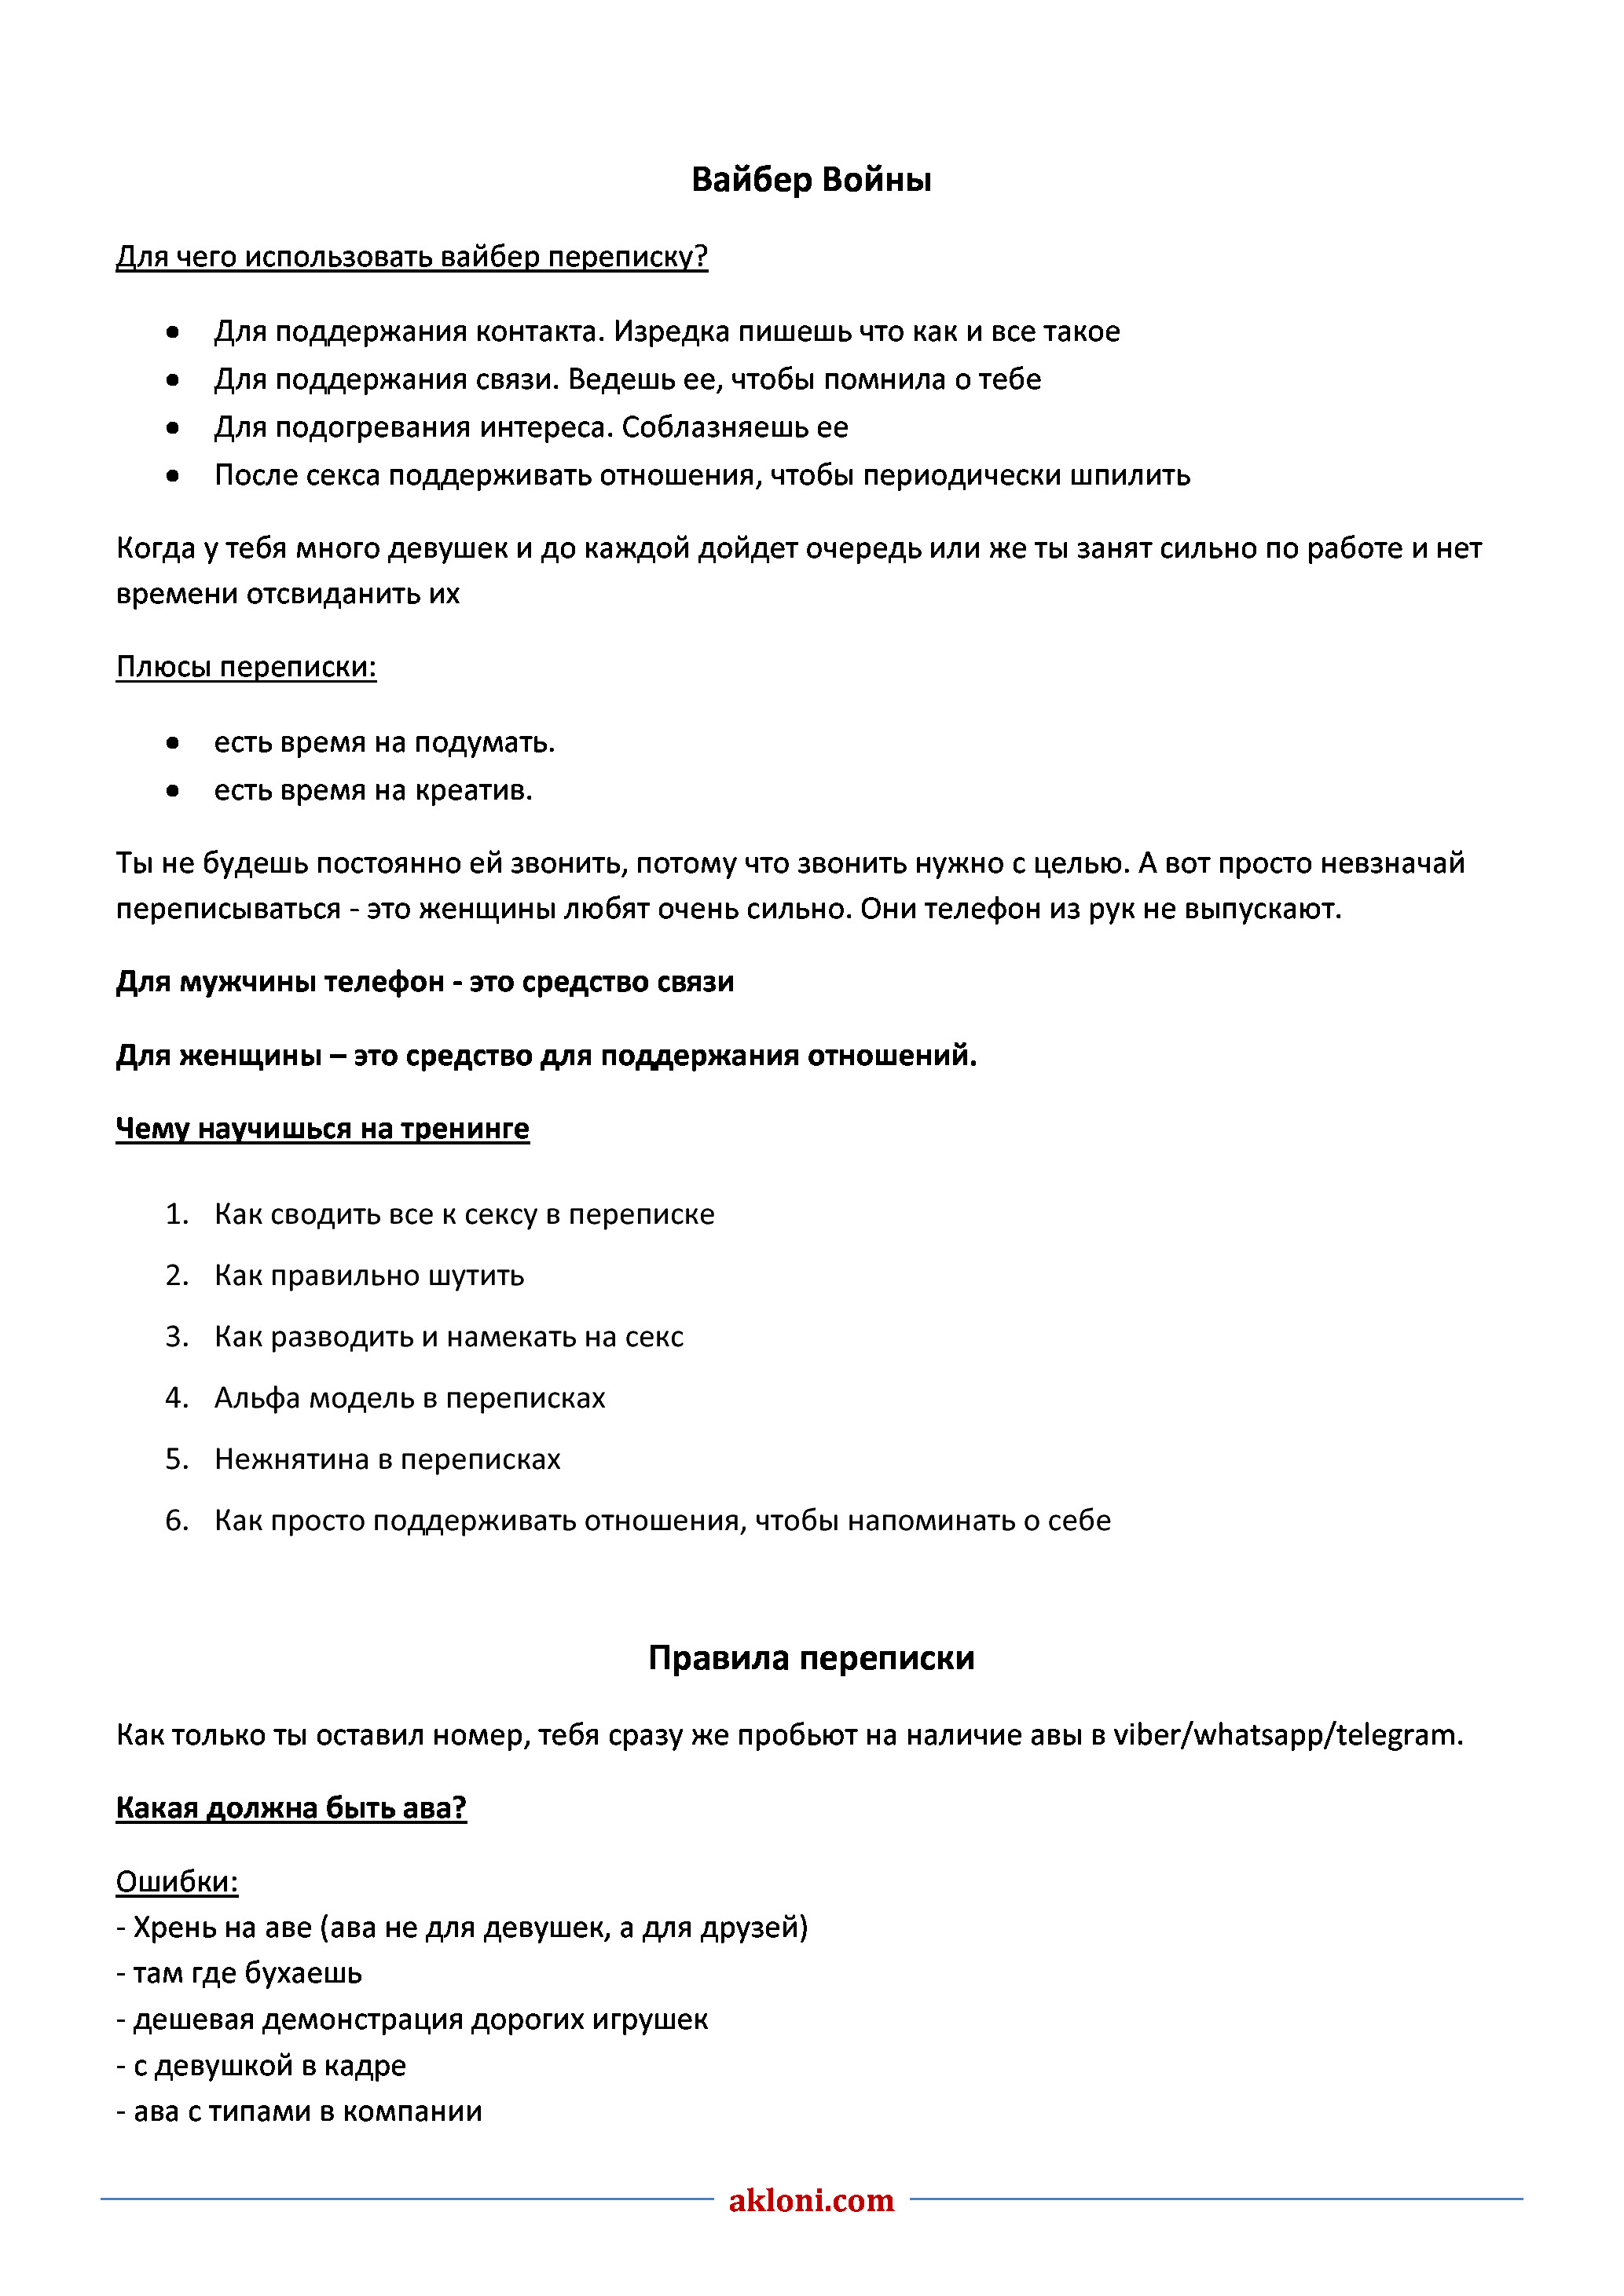 Вайбер Войны
Для чего использовать вайбер переписку?
• Для поддержания контакта. Изредка пишешь что как и все такое
• Для поддержания связи. Ведешь ее, чтобы помнила о тебе
• Для подогревания интереса. Соблазняешь ее
• После секса поддерживать отношения, чтобы периодически шпилить
Когда у тебя много девушек и до каждой дойдет очередь или же ты занят сильно по работе и нет
времени отсвиданить их
Плюсы переписки:
• есть время на подумать.
• есть время на креатив.
Ты не будешь постоянно ей звонить, потому что звонить нужно с целью. А вот просто невзначай
переписываться - это женщины любят очень сильно. Они телефон из рук не выпускают.
Для мужчины телефон - это средство связи
Для женщины – это средство для поддержания отношений.
Чему научишься на тренинге
1. Как сводить все к сексу в переписке
2. Как правильно шутить
3. Как разводить и намекать на секс
4. Альфа модель в переписках
5. Нежнятина в переписках
6. Как просто поддерживать отношения, чтобы напоминать о себе
Правила переписки
Как только ты оставил номер, тебя сразу же пробьют на наличие авы в viber/whatsapp/telegram.
Какая должна быть ава?
Ошибки:
- Хрень на аве (ава не для девушек, а для друзей)
- там где бухаешь
- дешевая демонстрация дорогих игрушек
- с девушкой в кадре
- ава с типами в компании
akloni.com